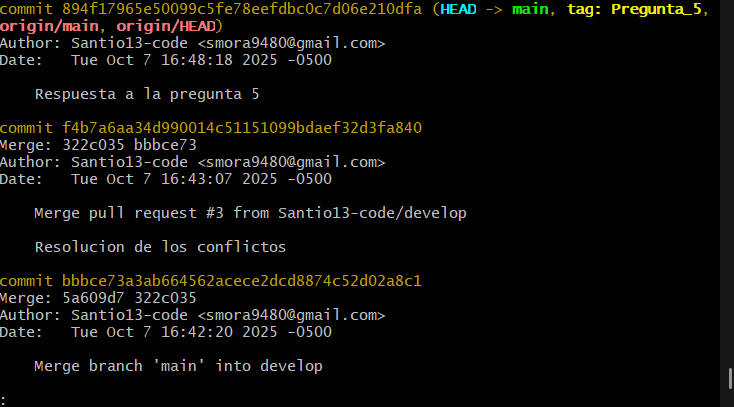 commit 894f17965e50099c5fe78eefdbc0c7d06e210dfa (HEAD -> main, tag: Pregunta_5,
origin/main, origin/HEAD)
Author: Santio13-code <smora9480@gmail.com>
Date:   Tue Oct 7 16:48:18 2025 -0500
    Respuesta a la pregunta 5
commit f4b7a6aa34d990014c51151099bdaef32d3fa840
Merge: 322c035 bbbce73
Author: Santio13-code <smora9480@gmail.com>
Date:   Tue Oct 7 16:43:07 2025 -0500
    Merge pull request #3 from Santio13-code/develop
    Resolucion de los conflictos
commit bbbce73a3ab664562acece2dcd8874c52d02a8c1
Merge: 5a609d7 322c035
Author: Santio13-code <smora9480@gmail.com>
Date:   Tue Oct 7 16:42:20 2025 -0500
    Merge branch 'main' into develop
: